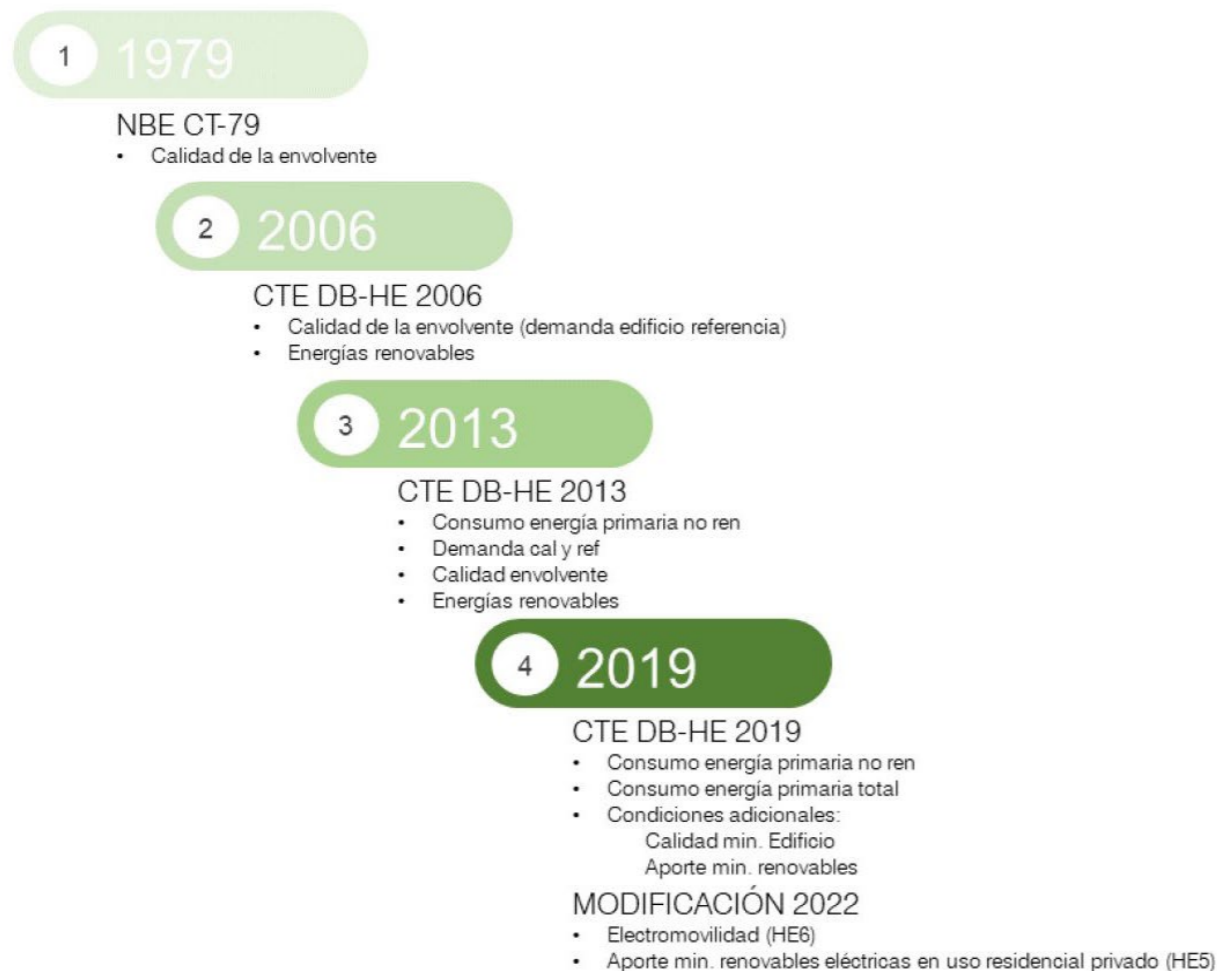 1 1979
NBE CT-79
• Calidad de la envolvente
2 2006
CTE DB-HE 2006
• Calidad de la envolvente (demanda edificio referencia)
• Energías renovables
3 2013
CTE DB-HE 2013
• Consumo energía primaria no ren
• Demanda cal y ref
• Calidad envolvente
• Energías renovables
4 2019
CTE DB-HE 2019
• Consumo energía primaria no ren
• Consumo energía primaria total
• Condiciones adicionales:
Calidad min. Edificio
Aporte min. renovables
MODIFICACIÓN 2022
• Electromovilidad (HE6)
• Aporte min. renovables eléctricas en uso residencial privado (HE5)